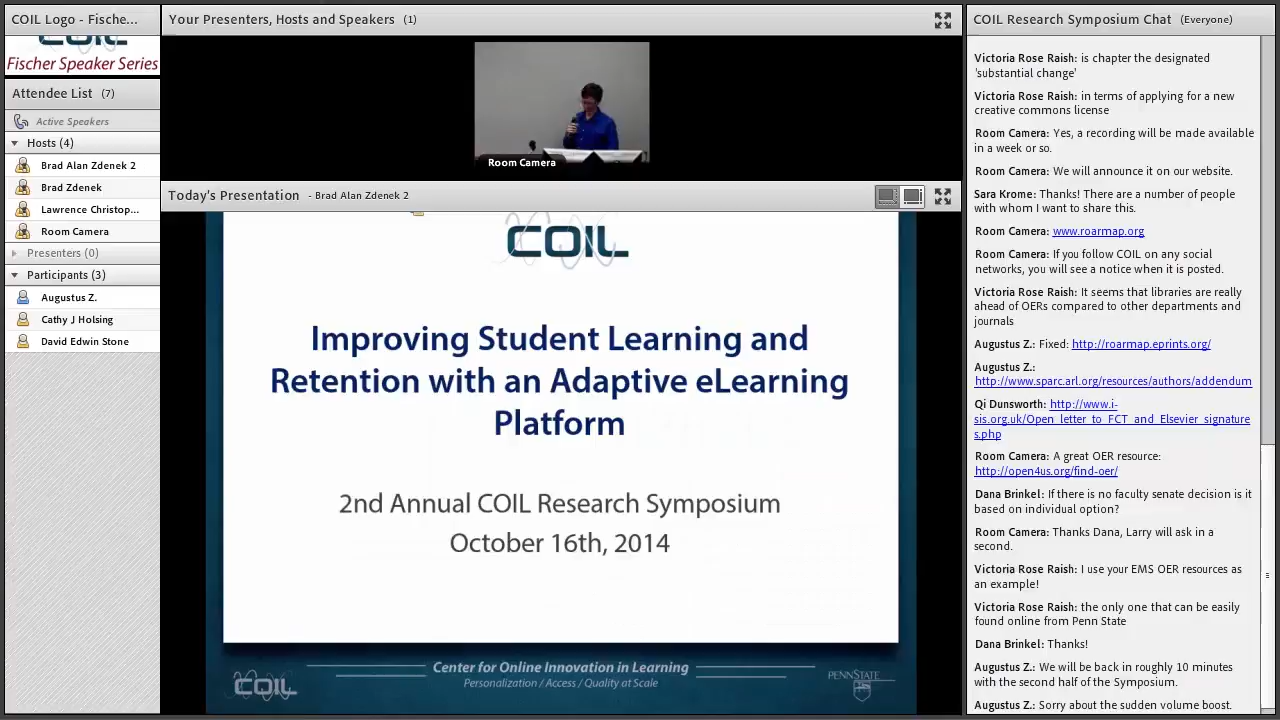 COIL Logo - Fische...
COIL
Fischer Speaker Series
Attendee List (7)
Active Speakers
Hosts (4)
Brad Alan Zdenek 2
Brad Zdenek
Lawrence Christop...
Room Camera
Presenters (0)
Participants (3)
Augustus Z.
Cathy J Holsing
David Edwin Stone
Your Presenters, Hosts and Speakers (1)
Room Camera
Today's Presentation - Brad Alan Zdenek 2
COIL
Improving Student Learning and
Retention with an Adaptive eLearning
Platform
2nd Annual COIL Research Symposium
October 16th, 2014
COIL
Center for Online Innovation in Learning
Personalization / Access / Quality at Scale
PENNSTATE
COIL Research Symposium Chat (Everyone)
Victoria Rose Raish: is chapter the designated
'substantial change'
Victoria Rose Raish: in terms of applying for a new
creative commons license
Room Camera: Yes, a recording will be made available
in a week or so.
Room Camera: We will announce it on our website.
Sara Krome: Thanks! There are a number of people
with whom I want to share this.
Room Camera: www.roarmap.org
Room Camera: If you follow COIL on any social
networks, you will see a notice when it is posted.
Victoria Rose Raish: It seems that libraries are really
ahead of OERs compared to other departments and
journals
Augustus Z.: Fixed: http://roarmap.eprints.org/
Augustus Z.:
http://www.sparc.arl.org/resources/authors/addendum
Qi Dunsworth: http://www.i-
sis.org.uk/Open_letter_to_FCT_and_Elsevier_signature
s.php
Room Camera: A great OER resource:
http://open4us.org/find-oer/
Dana Brinkel: If there is no faculty senate decision is it
based on individual option?
Room Camera: Thanks Dana, Larry will ask in a
second.
Victoria Rose Raish: I use your EMS OER resources as
an example!
Victoria Rose Raish: the only one that can be easily
found online from Penn State
Dana Brinkel: Thanks!
Augustus Z.: We will be back in roughly 10 minutes
with the second half of the Symposium.
Augustus Z.: Sorry about the sudden volume boost.